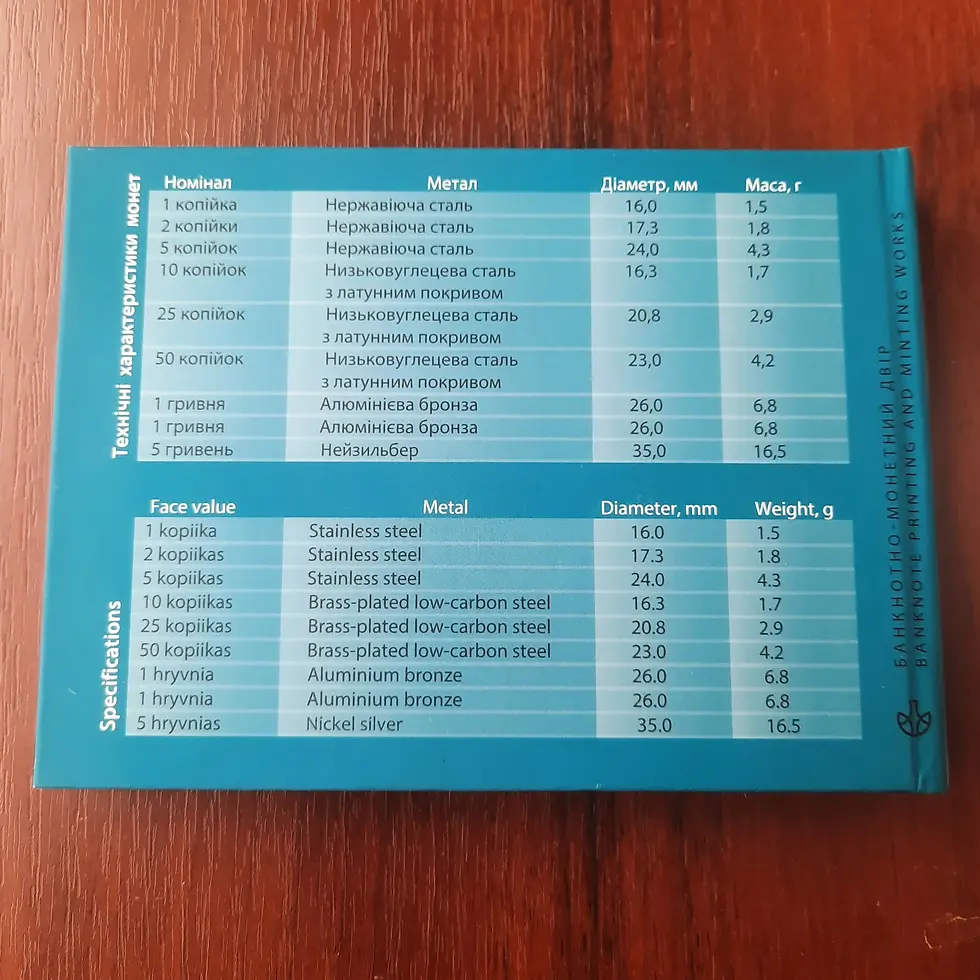 Технічні характеристики монет
Номінал Метал Діаметр, мм Маса, г
1 копійка Нержавіюча сталь 16,0 1,5
2 копійки Нержавіюча сталь 17,3 1,8
5 копійок Нержавіюча сталь 24,0 4,3
10 копійок Низьковуглецева сталь 16,3 1,7
з латунним покривом
25 копійок Низьковуглецева сталь 20,8 2,9
з латунним покривом
50 копійок Низьковуглецева сталь 23,0 4,2
з латунним покривом
1 гривня Алюмінієва бронза 26,0 6,8
1 гривня Алюмінієва бронза 26,0 6,8
5 гривень Нейзильбер 35,0 16,5
Specifications
Face value Metal Diameter, mm Weight, g
1 kopiika Stainless steel 16.0 1.5
2 kopiikas Stainless steel 17.3 1.8
5 kopiikas Stainless steel 24.0 4.3
10 kopiikas Brass-plated low-carbon steel 16.3 1.7
25 kopiikas Brass-plated low-carbon steel 20.8 2.9
50 kopiikas Brass-plated low-carbon steel 23.0 4.2
1 hryvnia Aluminium bronze 26.0 6.8
1 hryvnia Aluminium bronze 26.0 6.8
5 hryvnias Nickel silver 35.0 16.5
БАНКНОТНО-МОНЕТНИЙ ДВІР
BANKNOTE PRINTING AND MINTING WORKS